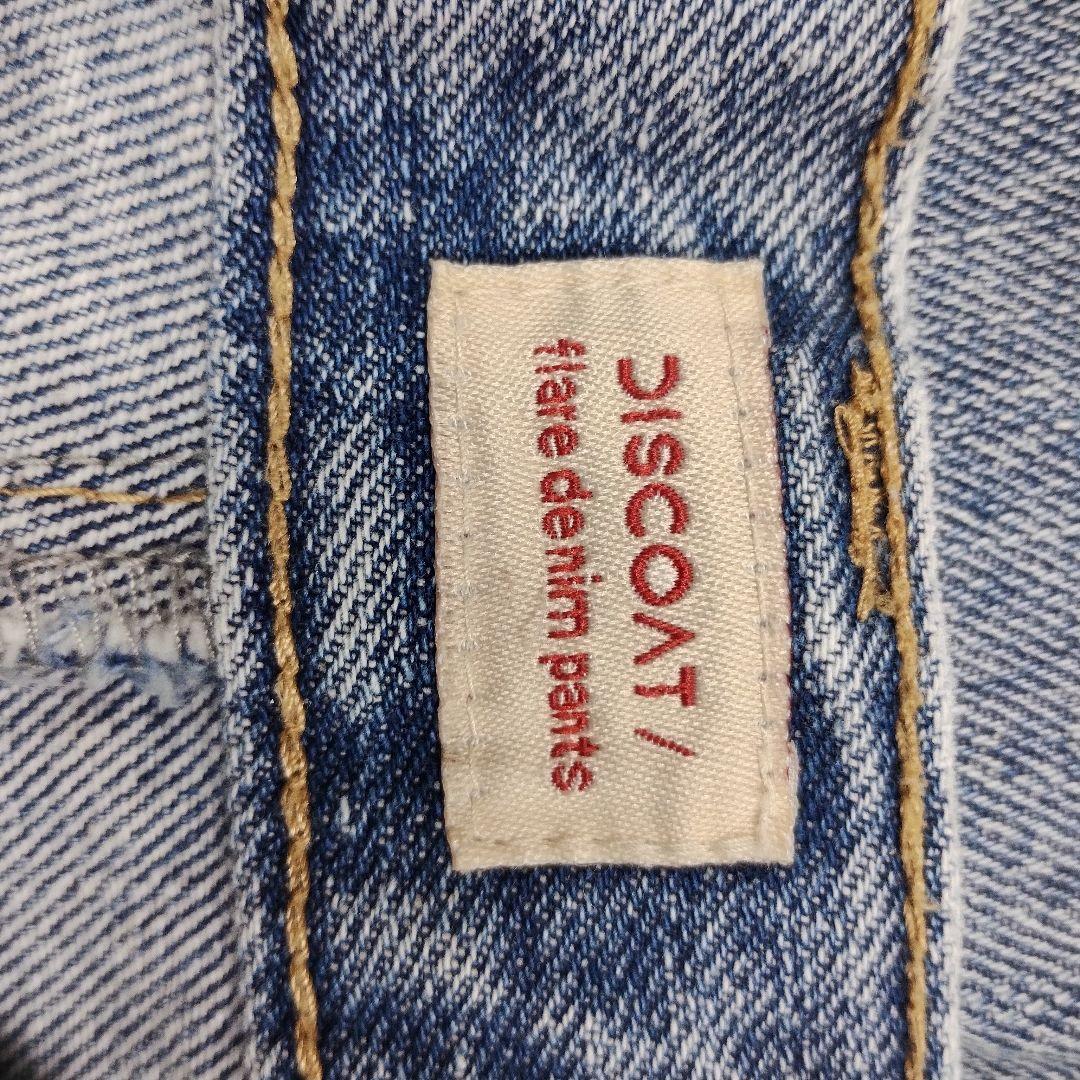 DISCOAT /
flare denim pants